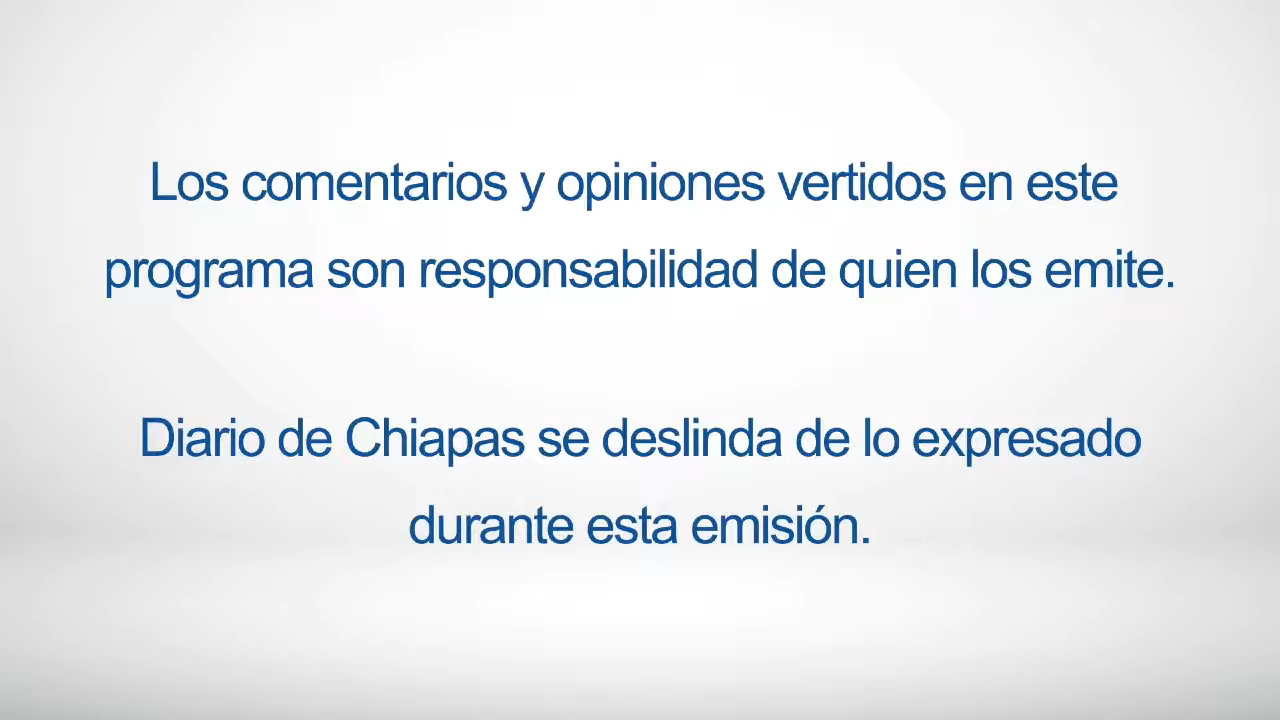 Los comentarios y opiniones vertidos en este
programa son responsabilidad de quien los emite.
Diario de Chiapas se deslinda de lo expresado
durante esta emisión.